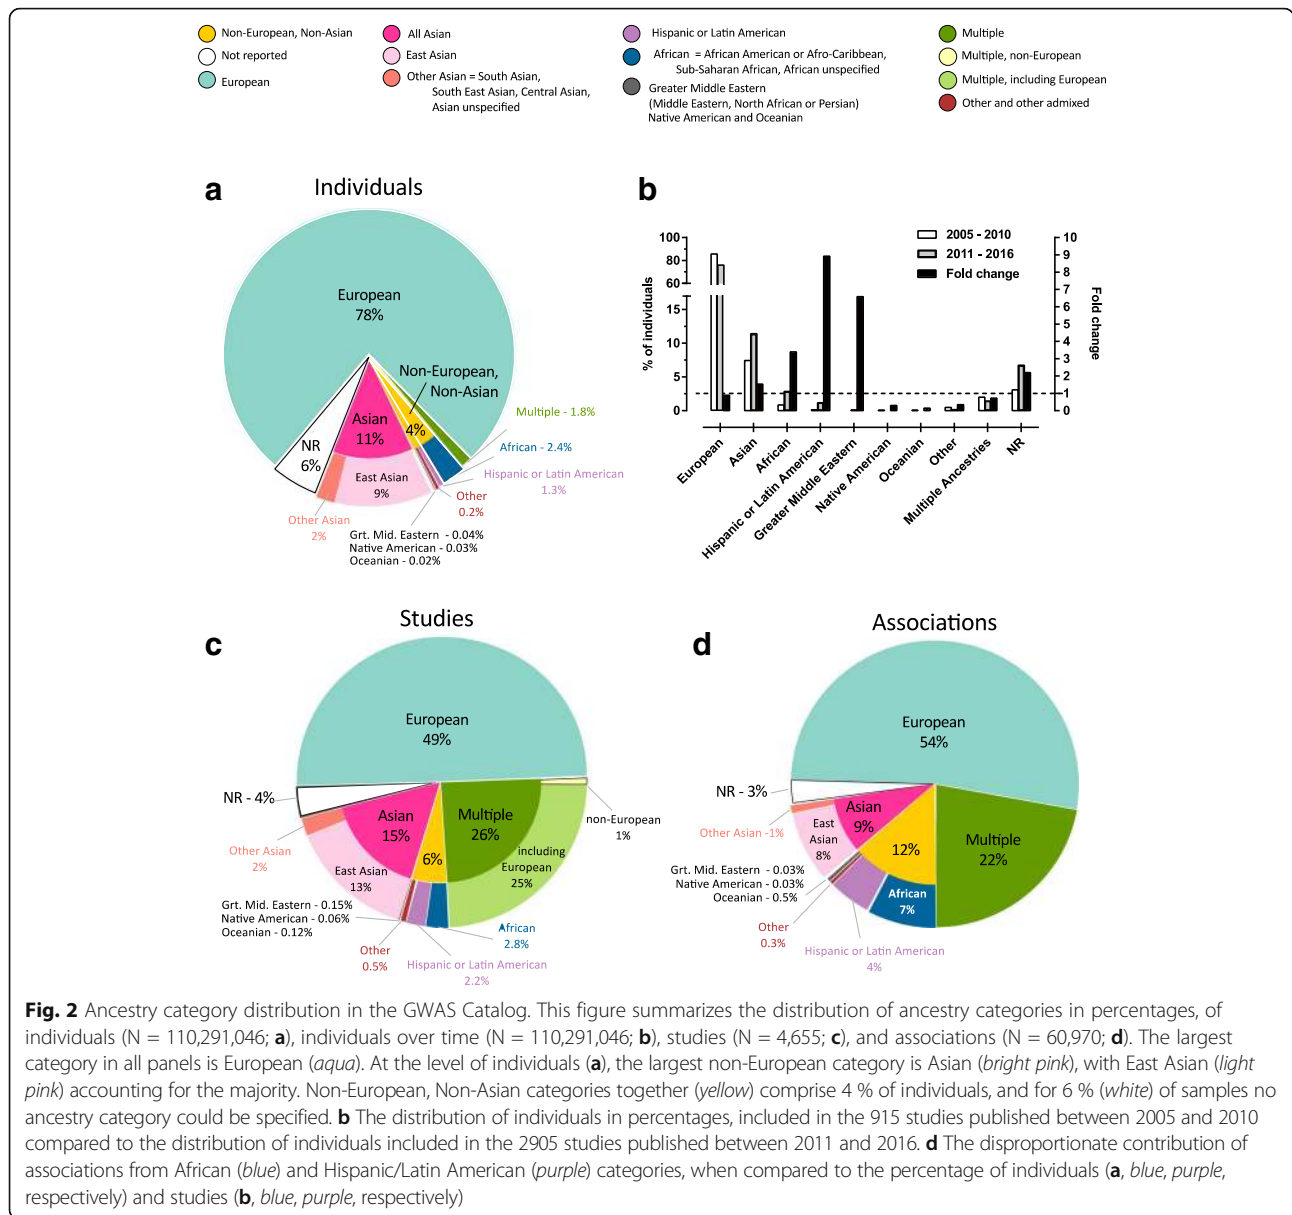 Non-European, Non-Asian
Not reported
European
All Asian
East Asian
Other Asian = South Asian,
South East Asian, Central Asian,
Asian unspecified
Hispanic or Latin American
African = African American or Afro-Caribbean,
Sub-Saharan African, African unspecified
Greater Middle Eastern
(Middle Eastern, North African or Persian)
Native American and Oceanian
Multiple
Multiple, non-European
Multiple, including European
Other and other admixed
a
Individuals
European
78%
Non-European,
Non-Asian
4%
Asian
11%
NR
6%
East Asian
9%
Other Asian
2%
Multiple - 1.8%
African - 2.4%
Hispanic or Latin American
1.3%
Other
0.2%
Grt. Mid. Eastern - 0.04%
Native American - 0.03%
Oceanian - 0.02%
b
2005 - 2010
2011 - 2016
Fold change
% of individuals
100
80
60
15
10
5
0
10
9
8
7
6
5
4
3
2
1
0
Fold change
European
Asian
African
Hispanic or Latin American
Greater Middle Eastern
Native American
Oceanian
Other
Multiple Ancestries
NR
c
Studies
European
49%
NR - 4%
Asian
15%
6%
Multiple
26%
non-European
1%
including
European
25%
Other Asian
2%
East Asian
13%
Grt. Mid. Eastern - 0.15%
Native American - 0.06%
Oceanian - 0.12%
Other
0.5%
Hispanic or Latin American
2.2%
African
2.8%
d
Associations
European
54%
NR - 3%
Asian
9%
12%
Multiple
22%
Other Asian -1%
East
Asian
8%
Grt. Mid. Eastern - 0.03%
Native American - 0.03%
Oceanian - 0.5%
African
7%
Other
0.3%
Hispanic or Latin American
4%
Fig. 2 Ancestry category distribution in the GWAS Catalog. This figure summarizes the distribution of ancestry categories in percentages, of
individuals (N = 110,291,046; a), individuals over time (N = 110,291,046; b), studies (N = 4,655; c), and associations (N = 60,970; d). The largest
category in all panels is European (aqua). At the level of individuals (a), the largest non-European category is Asian (bright pink), with East Asian (light
pink) accounting for the majority. Non-European, Non-Asian categories together (yellow) comprise 4 % of individuals, and for 6 % (white) of samples no
ancestry category could be specified. b The distribution of individuals in percentages, included in the 915 studies published between 2005 and 2010
compared to the distribution of individuals included in the 2905 studies published between 2011 and 2016. d The disproportionate contribution of
associations from African (blue) and Hispanic/Latin American (purple) categories, when compared to the percentage of individuals (a, blue, purple,
respectively) and studies (b, blue, purple, respectively)